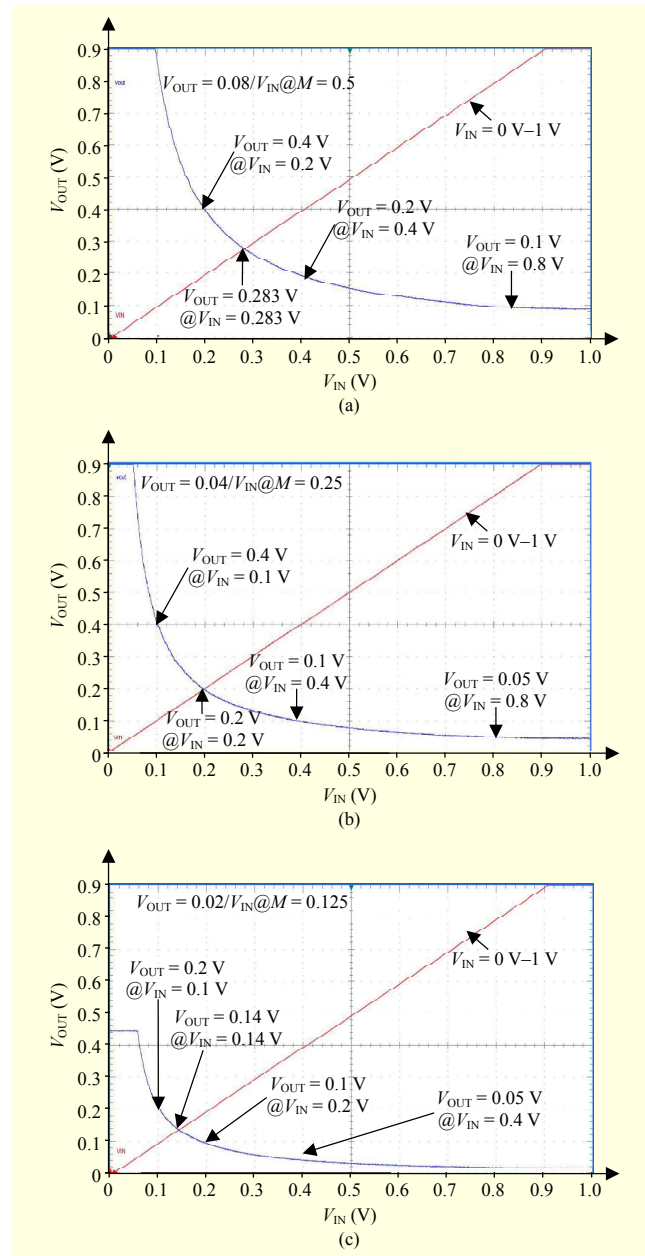 0.9
0.8
0.7
0.6
0.5
0.4
0.3
0.2
0.1
0
V_OUT (V)
VOUT
V_OUT = 0.08/V_IN@M = 0.5
V_IN = 0 V–1 V
V_OUT = 0.4 V
@V_IN = 0.2 V
V_OUT = 0.2 V
@V_IN = 0.4 V
V_OUT = 0.1 V
@V_IN = 0.8 V
V_OUT = 0.283 V
@V_IN = 0.283 V
VIN
0 0.1 0.2 0.3 0.4 0.5 0.6 0.7 0.8 0.9 1.0
V_IN (V)
(a)
0.9
0.8
0.7
0.6
0.5
0.4
0.3
0.2
0.1
0
V_OUT (V)
VOUT
V_OUT = 0.04/V_IN@M = 0.25
V_IN = 0 V–1 V
V_OUT = 0.4 V
@V_IN = 0.1 V
V_OUT = 0.1 V
@V_IN = 0.4 V
V_OUT = 0.05 V
@V_IN = 0.8 V
V_OUT = 0.2 V
@V_IN = 0.2 V
VIN
0 0.1 0.2 0.3 0.4 0.5 0.6 0.7 0.8 0.9 1.0
V_IN (V)
(b)
0.9
0.8
0.7
0.6
0.5
0.4
0.3
0.2
0.1
0
V_OUT (V)
V_OUT = 0.02/V_IN@M = 0.125
V_IN = 0 V–1 V
V_OUT = 0.2 V
@V_IN = 0.1 V
V_OUT = 0.14 V
@V_IN = 0.14 V
V_OUT = 0.1 V
@V_IN = 0.2 V
V_OUT = 0.05 V
@V_IN = 0.4 V
VIN
0 0.1 0.2 0.3 0.4 0.5 0.6 0.7 0.8 0.9 1.0
V_IN (V)
(c)